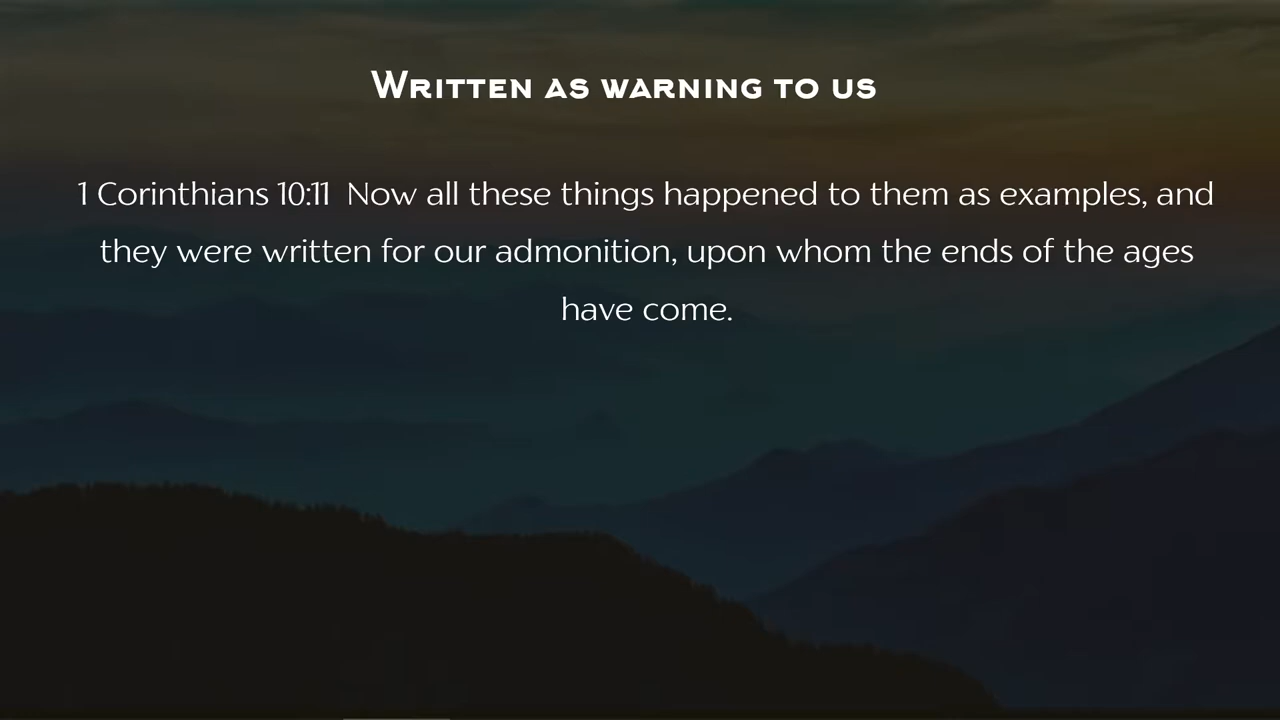 Written as warning to us
1 Corinthians 10:11  Now all these things happened to them as examples, and
they were written for our admonition, upon whom the ends of the ages
have come.